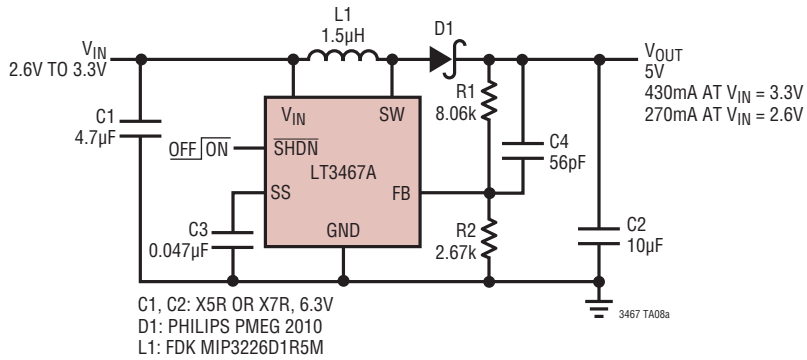 L1
1.5µH
D1
VIN
2.6V TO 3.3V
VOUT
5V
430mA AT VIN = 3.3V
270mA AT VIN = 2.6V
C1
4.7µF
VIN
SW
R1
8.06k
OFF ON
SHDN
LT3467A
C4
56pF
SS
FB
C3
0.047µF
GND
R2
2.67k
C2
10µF
C1, C2: X5R OR X7R, 6.3V
D1: PHILIPS PMEG 2010
L1: FDK MIP3226D1R5M
3467 TA08a